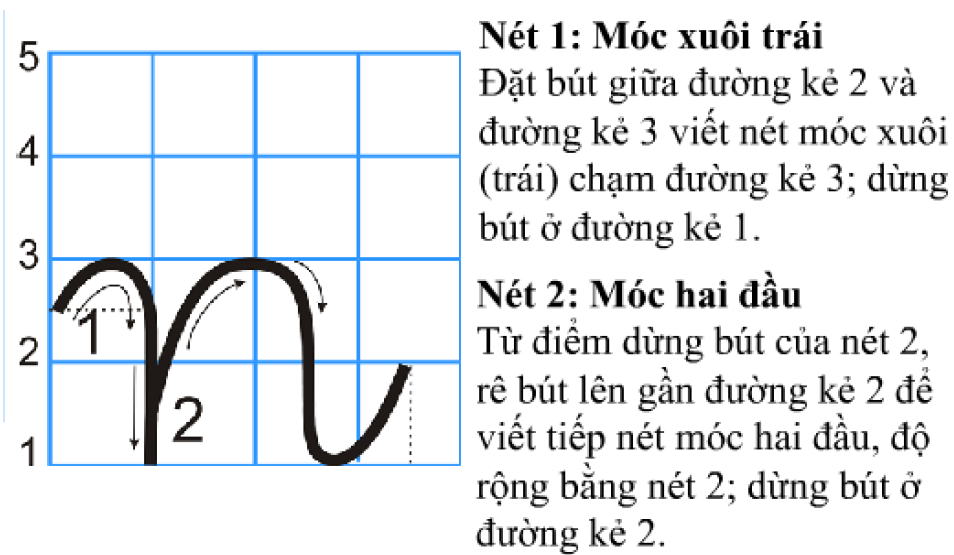 5
4
3
2
1
1
2
Nét 1: Móc xuôi trái
Đặt bút giữa đường kẻ 2 và
đường kẻ 3 viết nét móc xuôi
(trái) chạm đường kẻ 3; dừng
bút ở đường kẻ 1.
Nét 2: Móc hai đầu
Từ điểm dừng bút của nét 2,
rê bút lên gần đường kẻ 2 để
viết tiếp nét móc hai đầu, độ
rộng bằng nét 2; dừng bút ở
đường kẻ 2.